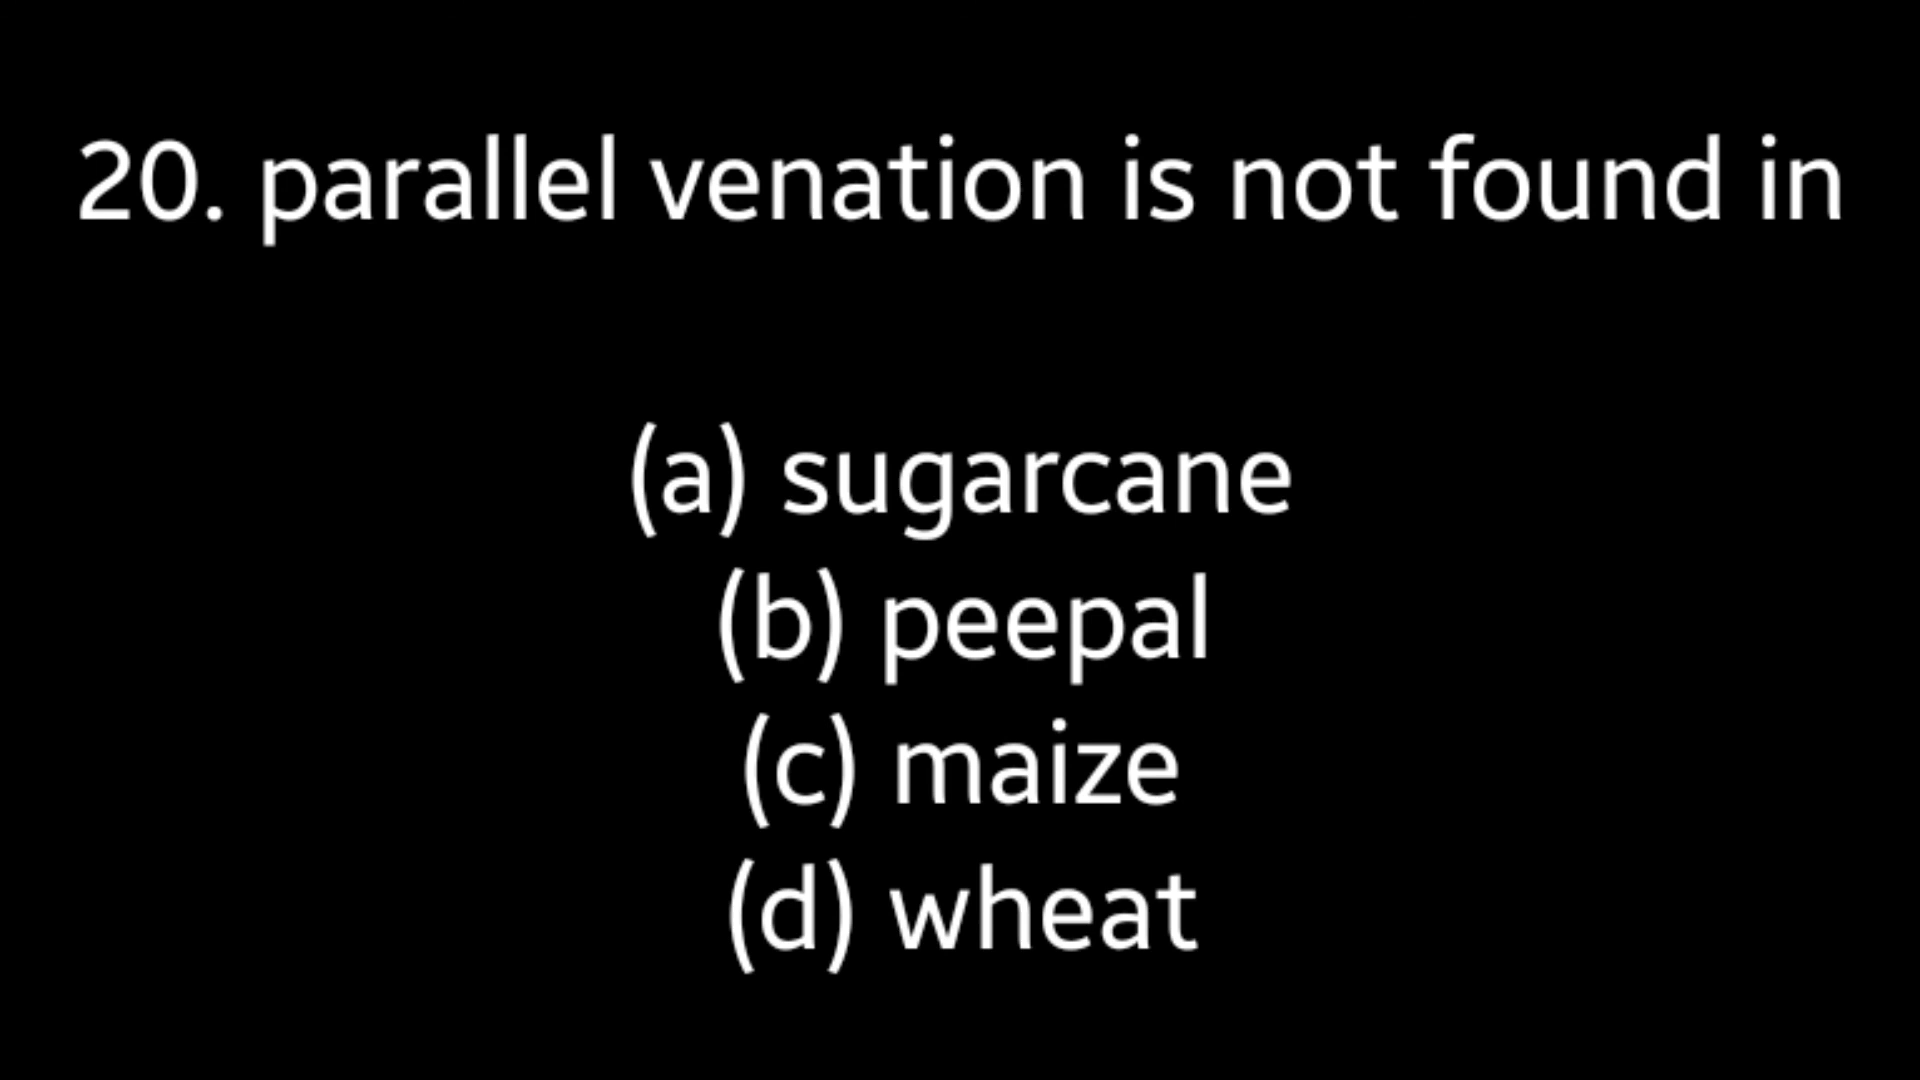 20. parallel venation is not found in
(a) sugarcane
(b) peepal
(c) maize
(d) wheat